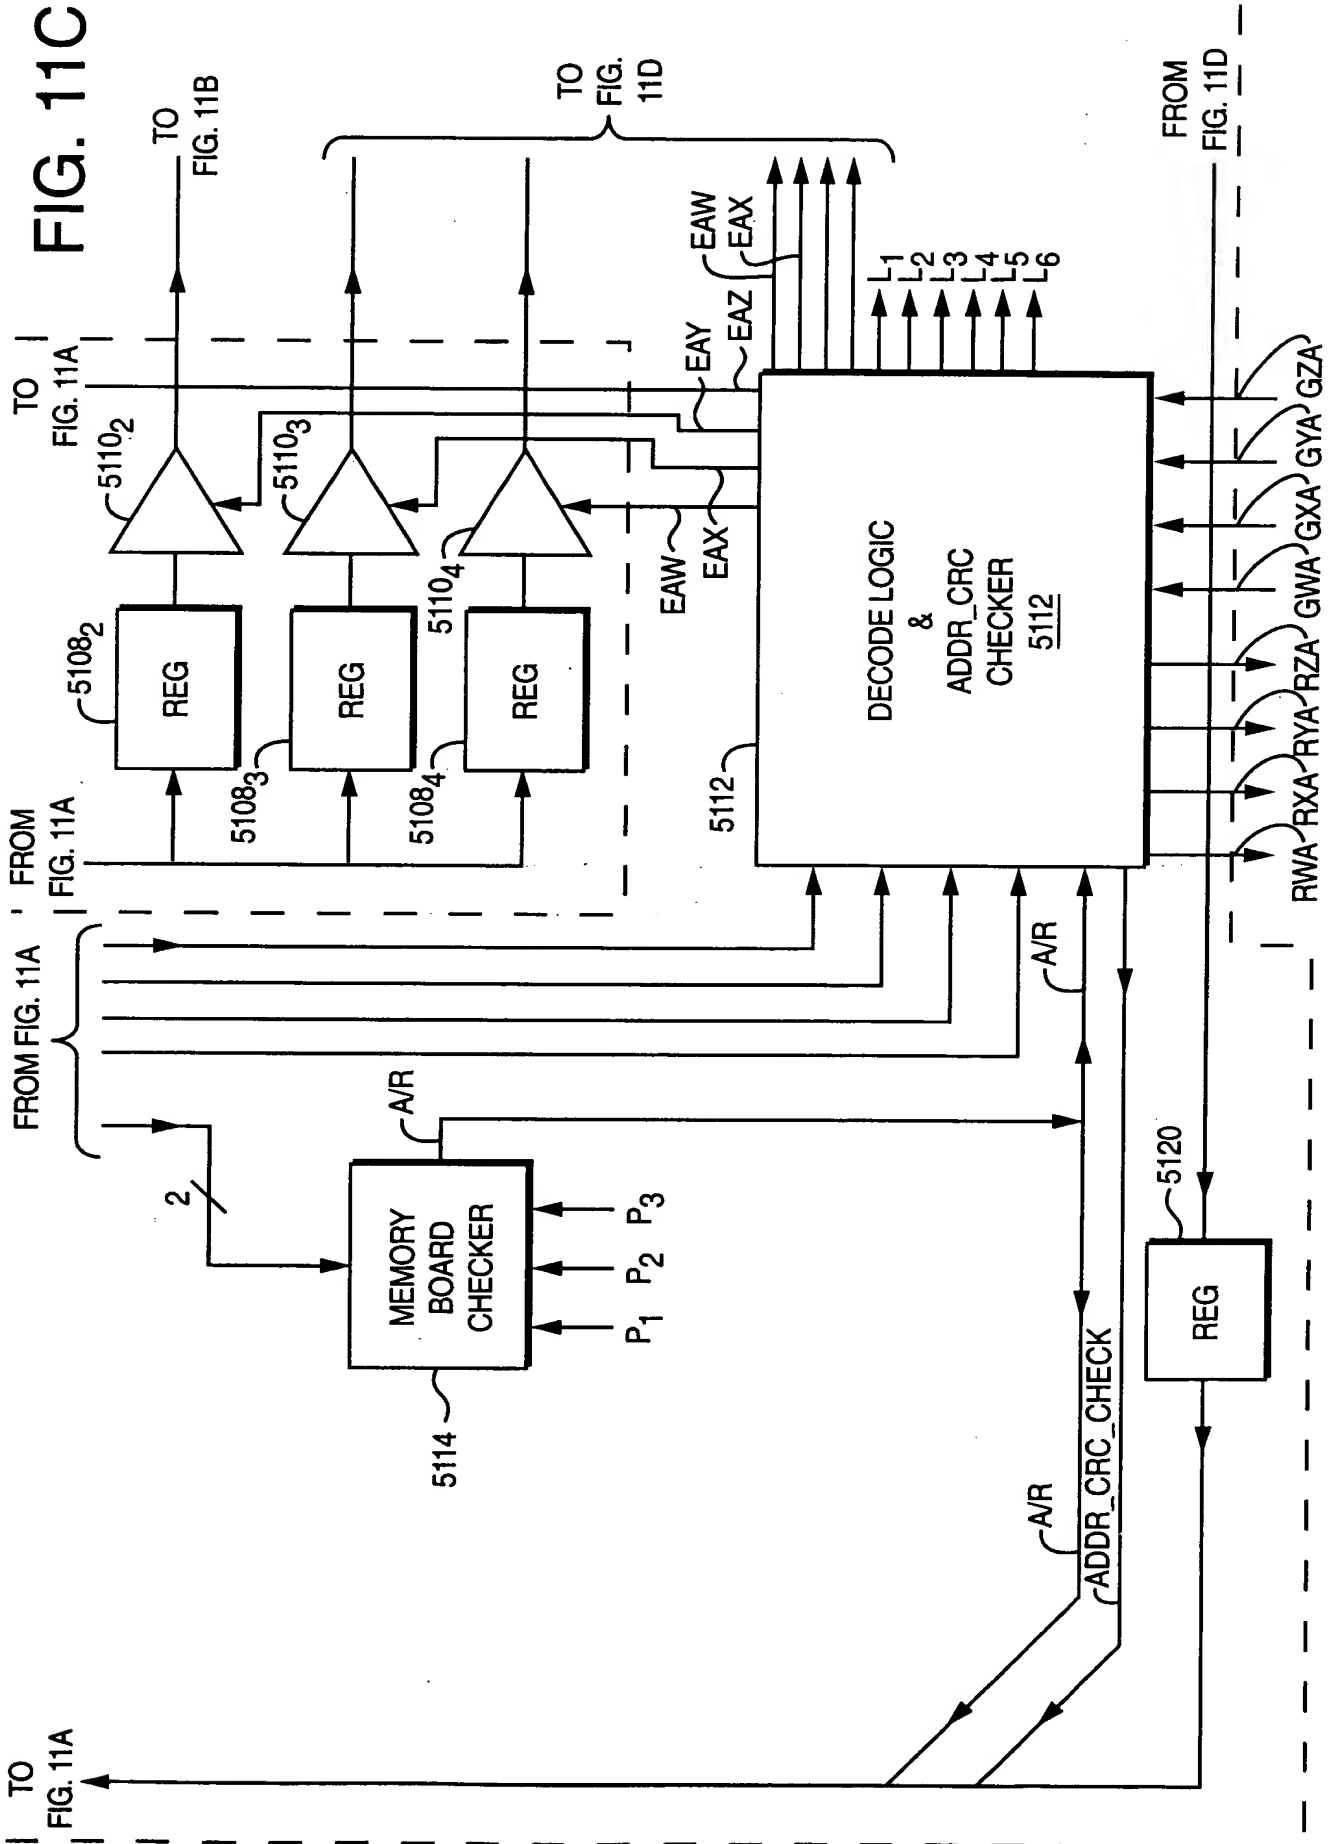 FIG. 11C
TO
FIG. 11A
FROM FIG. 11A
FROM
FIG. 11A
TO
FIG. 11A
TO
FIG. 11B
TO
FIG.
11D
5108₂
REG
5110₂
5108₃
REG
5110₃
5108₄
REG
5110₄
2
A/R
MEMORY
BOARD
CHECKER
5114
P₁
P₂
P₃
EAW
EAX
EAY
EAZ
EAW
EAX
5112
DECODE LOGIC
&
ADDR_CRC
CHECKER
5112
L₁
L₂
L₃
L₄
L₅
L₆
A/R
A/R
ADDR_CRC_CHECK
5120
REG
FROM
FIG. 11D
RWA
RXA
RYA
RZA
GWA
GXA
GYA
GZA